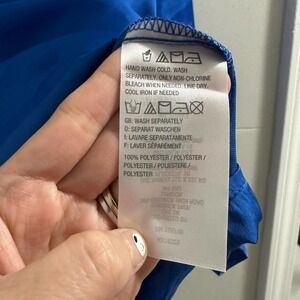 HAND WASH COLD. WASH
SEPARATELY. ONLY NON-CHLORINE
BLEACH WHEN NEEDED. LINE DRY.
COOL IRON IF NEEDED
GB: WASH SEPARATELY
D: SEPARAT WASCHEN
I: LAVARE SEPARATAMENTE
F: LAVER SÉPARÉMENT
100% POLYESTER / POLYESTER /
POLYESTER / POLIESTERE /
POLYESTER